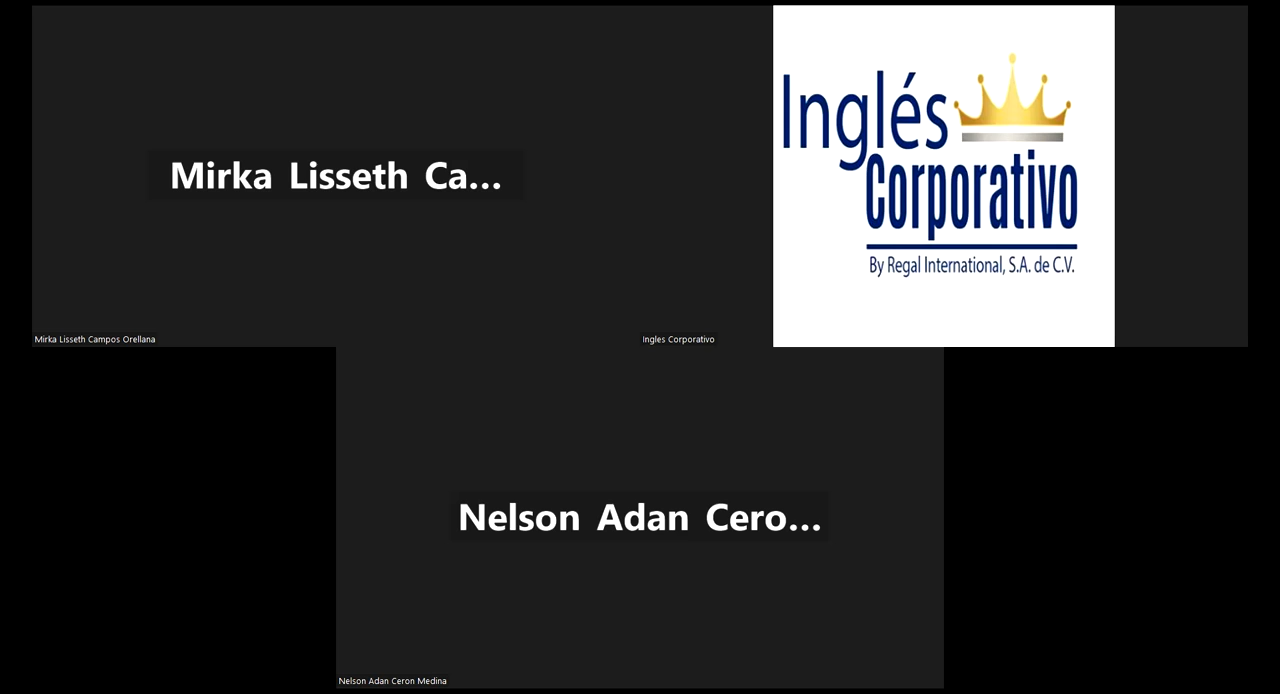 Mirka Lisseth Ca...
Mirka Lisseth Campos Orellana
Inglés
Corporativo
By Regal International, S.A. de C.V.
Ingles Corporativo
Nelson Adan Cero...
Nelson Adan Ceron Medina